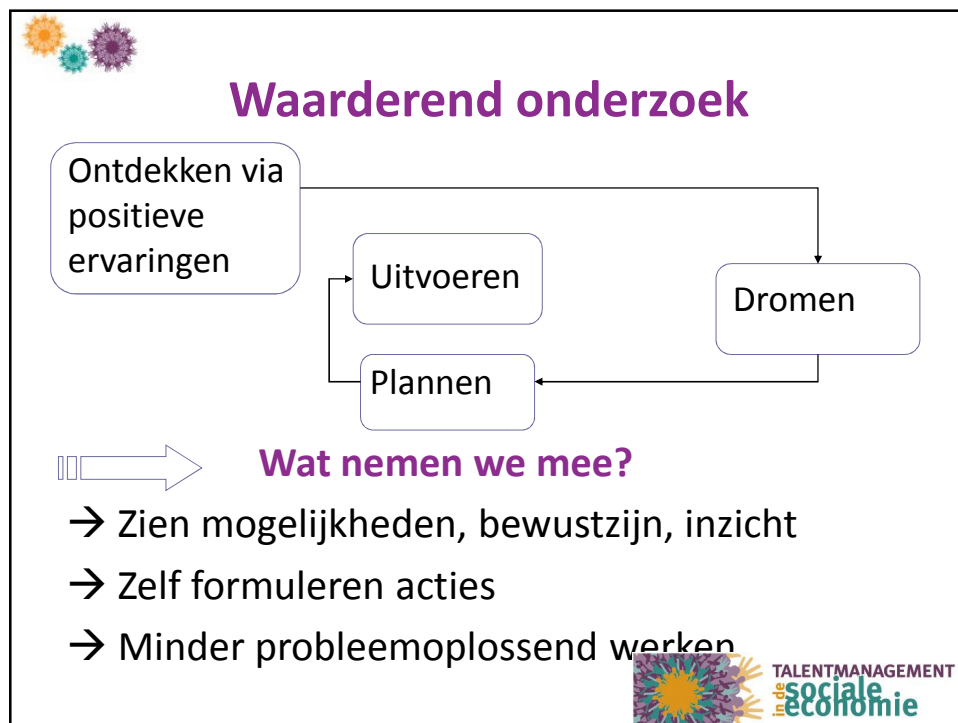 Waarderend onderzoek
Ontdekken via
positieve
ervaringen
Uitvoeren
Dromen
Plannen
Wat nemen we mee?
→ Zien mogelijkheden, bewustzijn, inzicht
→ Zelf formuleren acties
→ Minder probleemoplossend werken
TALENTMANAGEMENT
in de sociale
economie